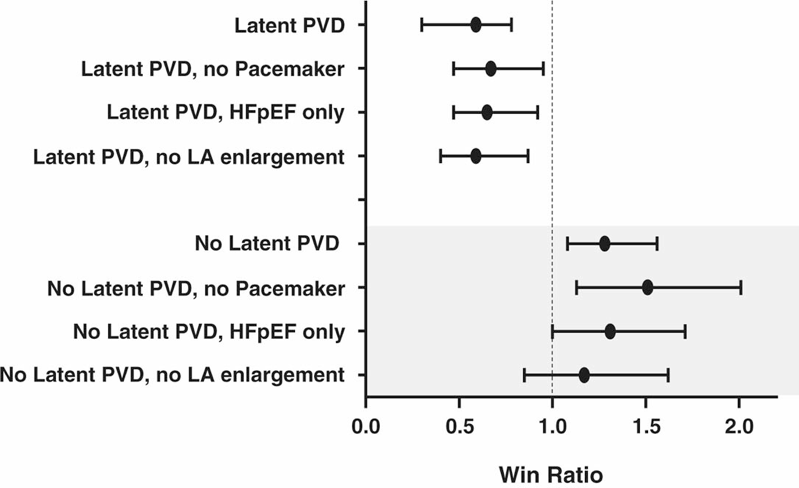 Latent PVD
Latent PVD, no Pacemaker
Latent PVD, HFpEF only
Latent PVD, no LA enlargement
No Latent PVD
No Latent PVD, no Pacemaker
No Latent PVD, HFpEF only
No Latent PVD, no LA enlargement
0.0 0.5 1.0 1.5 2.0
Win Ratio